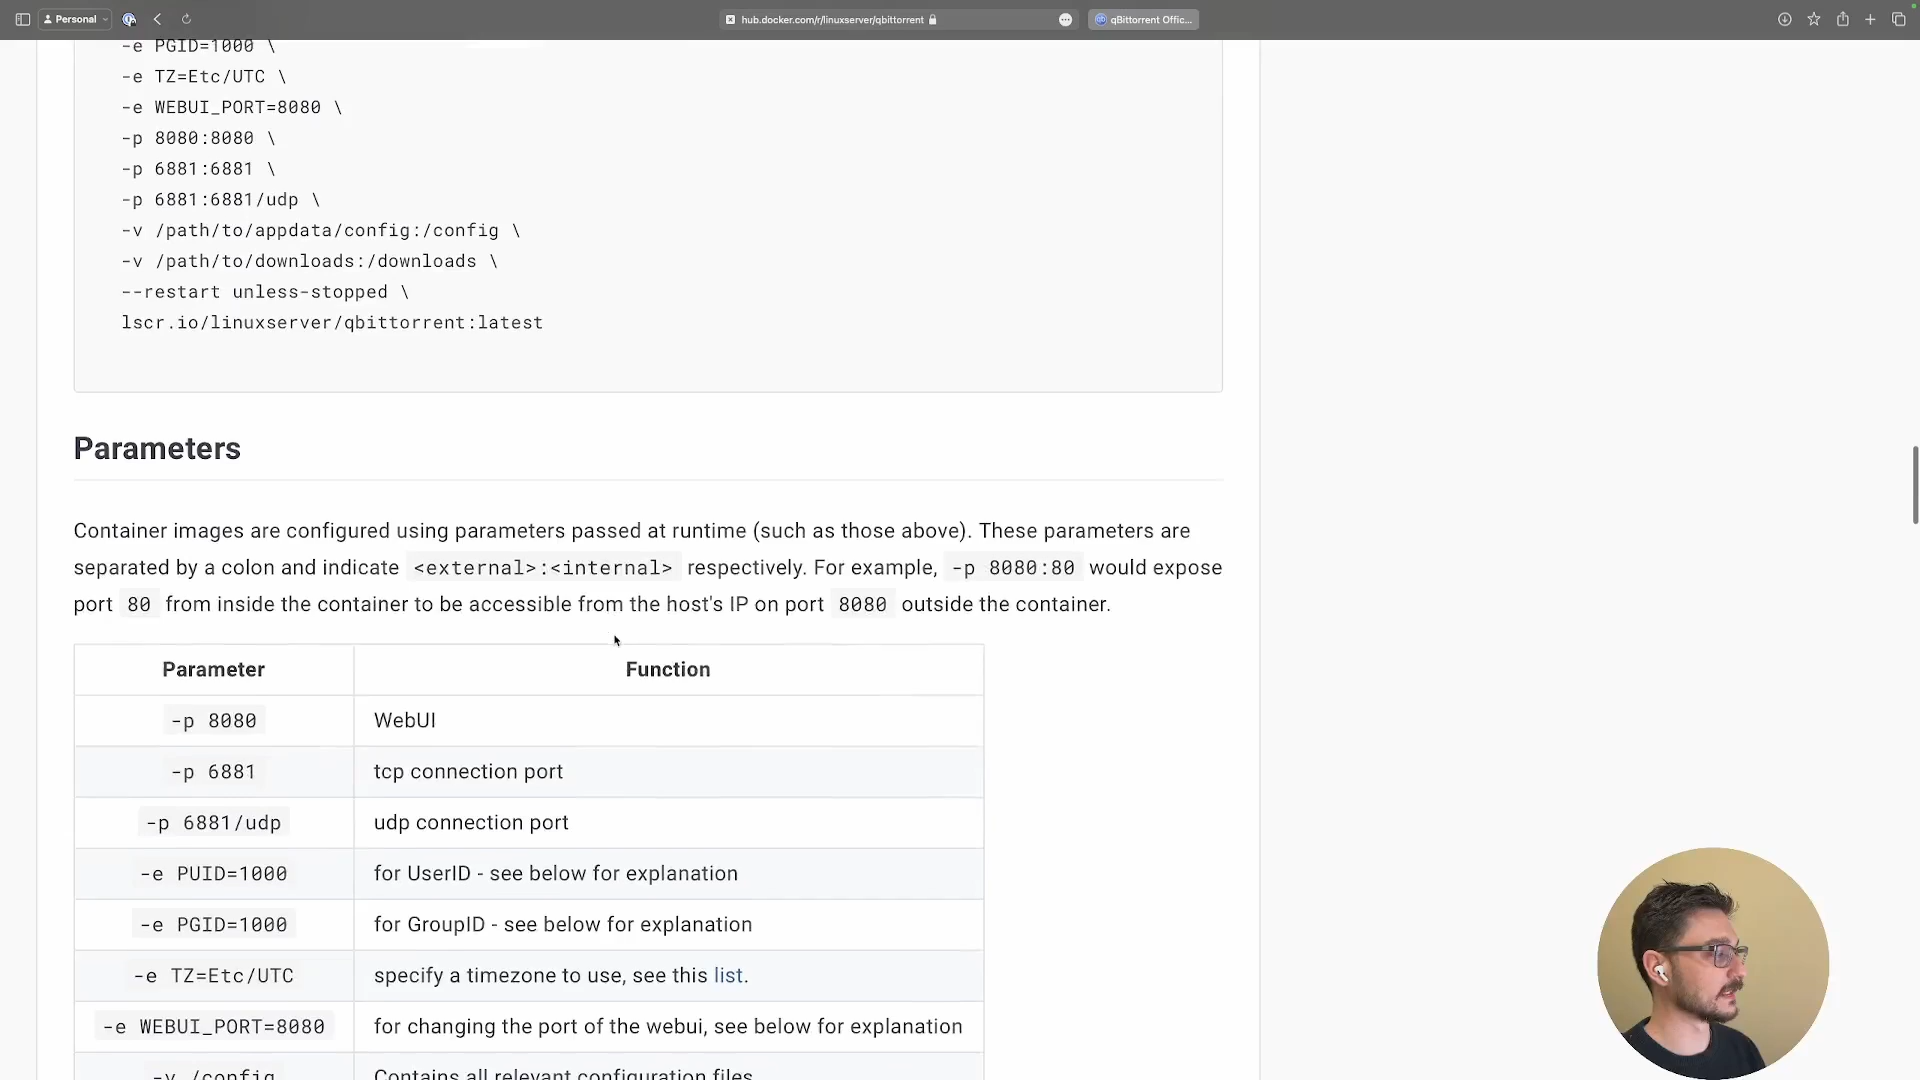 Personal
hub.docker.com/r/linuxserver/qbittorrent
qBittorrent Offic...
-e PGID=1000 \
-e TZ=Etc/UTC \
-e WEBUI_PORT=8080 \
-p 8080:8080 \
-p 6881:6881 \
-p 6881:6881/udp \
-v /path/to/appdata/config:/config \
-v /path/to/downloads:/downloads \
--restart unless-stopped \
lscr.io/linuxserver/qbittorrent:latest
Parameters
Container images are configured using parameters passed at runtime (such as those above). These parameters are
separated by a colon and indicate <external>:<internal> respectively. For example, -p 8080:80 would expose
port 80 from inside the container to be accessible from the host's IP on port 8080 outside the container.
Parameter Function
-p 8080 WebUI
-p 6881 tcp connection port
-p 6881/udp udp connection port
-e PUID=1000 for UserID - see below for explanation
-e PGID=1000 for GroupID - see below for explanation
-e TZ=Etc/UTC specify a timezone to use, see this list.
-e WEBUI_PORT=8080 for changing the port of the webui, see below for explanation
-v /config Contains all relevant configuration files